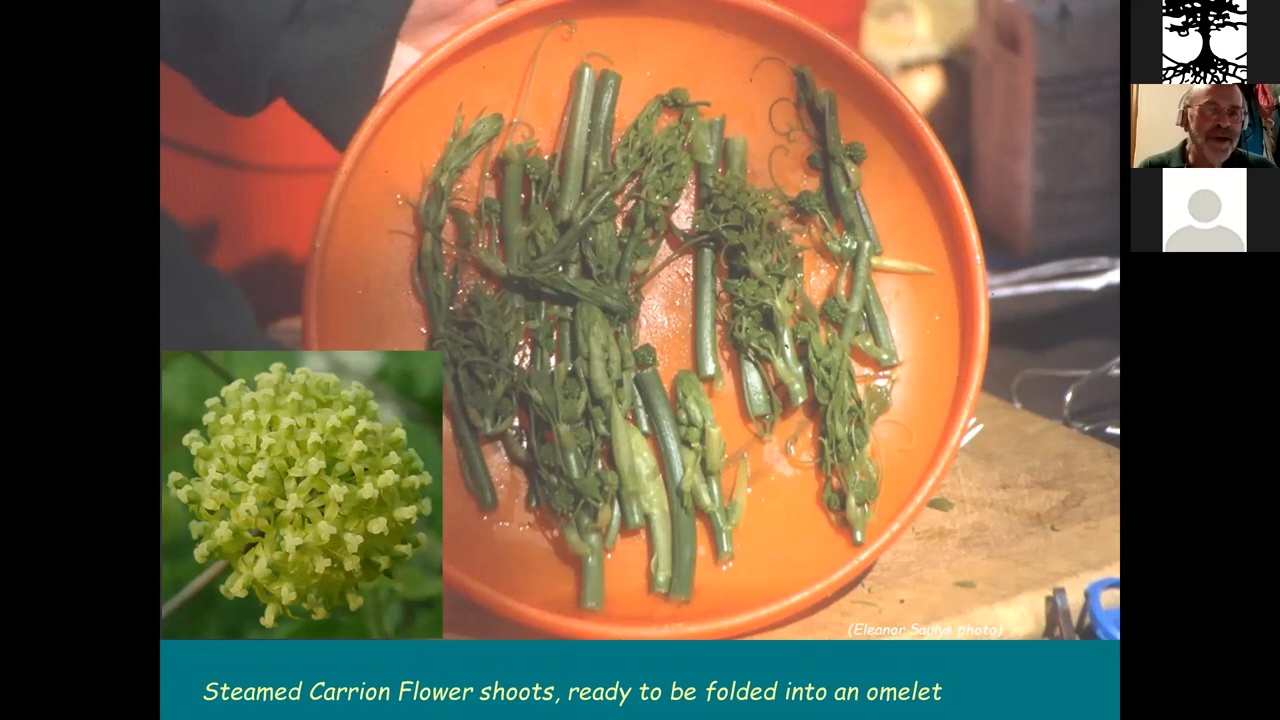 (Eleanor Saulys photo)
Steamed Carrion Flower shoots, ready to be folded into an omelet